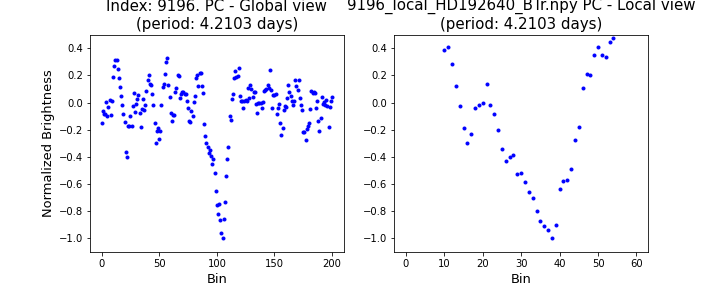 Index: 9196. PC - Global view
(period: 4.2103 days)
9196_local_HD192640_BTr.npy PC - Local view
(period: 4.2103 days)
Normalized Brightness
0.4
0.2
0.0
−0.2
−0.4
−0.6
−0.8
−1.0
0 50 100 150 200
Bin
0.4
0.2
0.0
−0.2
−0.4
−0.6
−0.8
−1.0
0 10 20 30 40 50 60
Bin